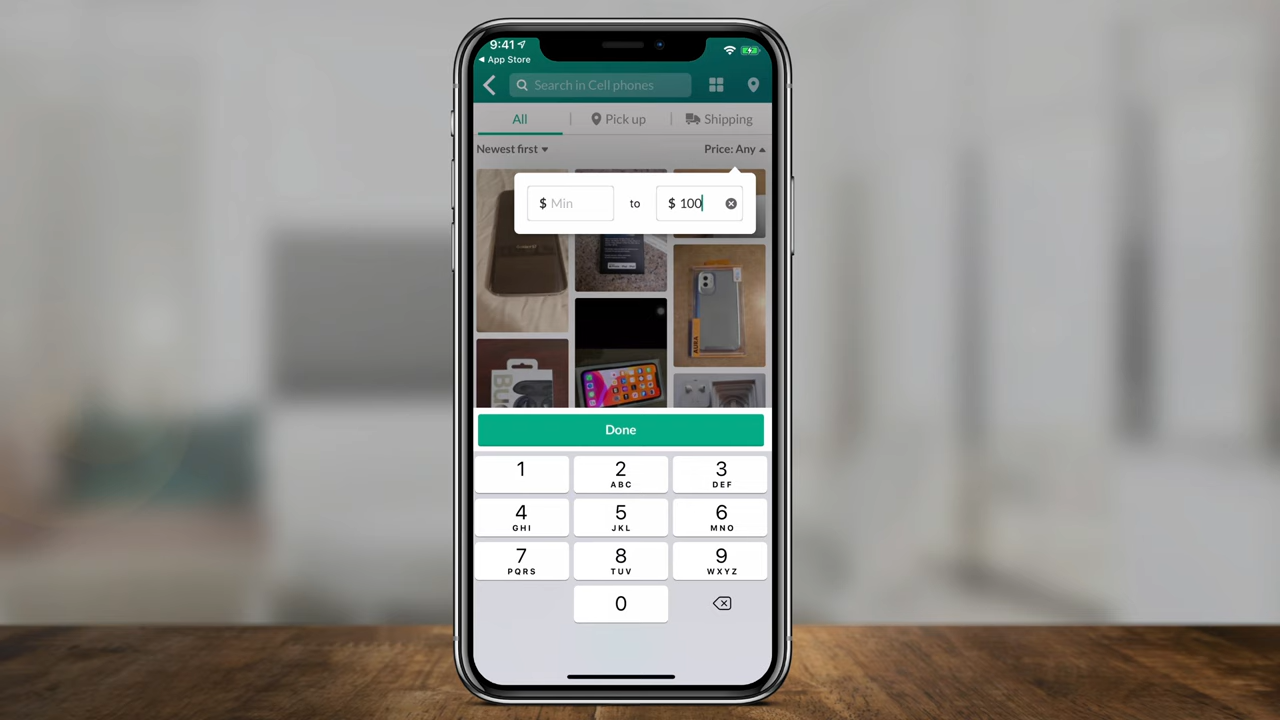 9:41
App Store
Search in Cell phones
All
Pick up
Shipping
Newest first
Price: Any
$ Min to $ 100
AURA
Done
1 2 3
ABC DEF
4 5 6
GHI JKL MNO
7 8 9
PQRS TUV WXYZ
0